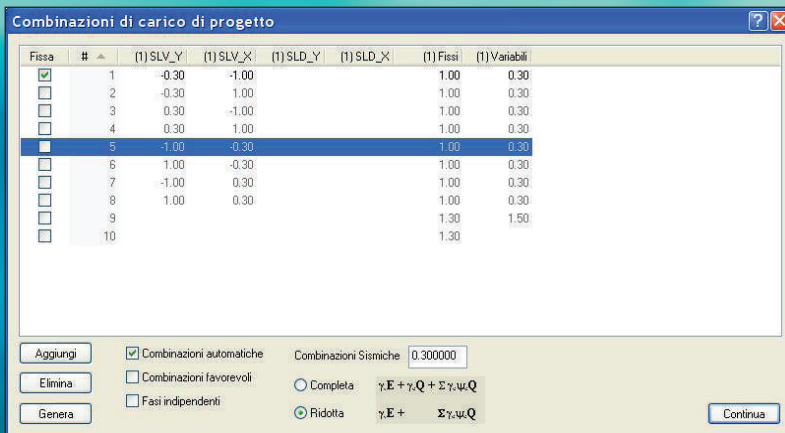 Combinazioni di carico di progetto
Fissa # (1) SLV_Y (1) SLV_X (1) SLD_Y (1) SLD_X (1) Fissi (1) Variabili
1 -0.30 -1.00 1.00 0.30
2 -0.30 1.00 1.00 0.30
3 0.30 -1.00 1.00 0.30
4 0.30 1.00 1.00 0.30
5 -1.00 -0.30 1.00 0.30
6 1.00 -0.30 1.00 0.30
7 -1.00 0.30 1.00 0.30
8 1.00 0.30 1.00 0.30
9 1.30 1.50
10 1.30
Aggiungi
Elimina
Genera
Combinazioni automatiche
Combinazioni favorevoli
Fasi indipendenti
Combinazioni Sismiche 0.300000
Completa
Ridotta
Continua